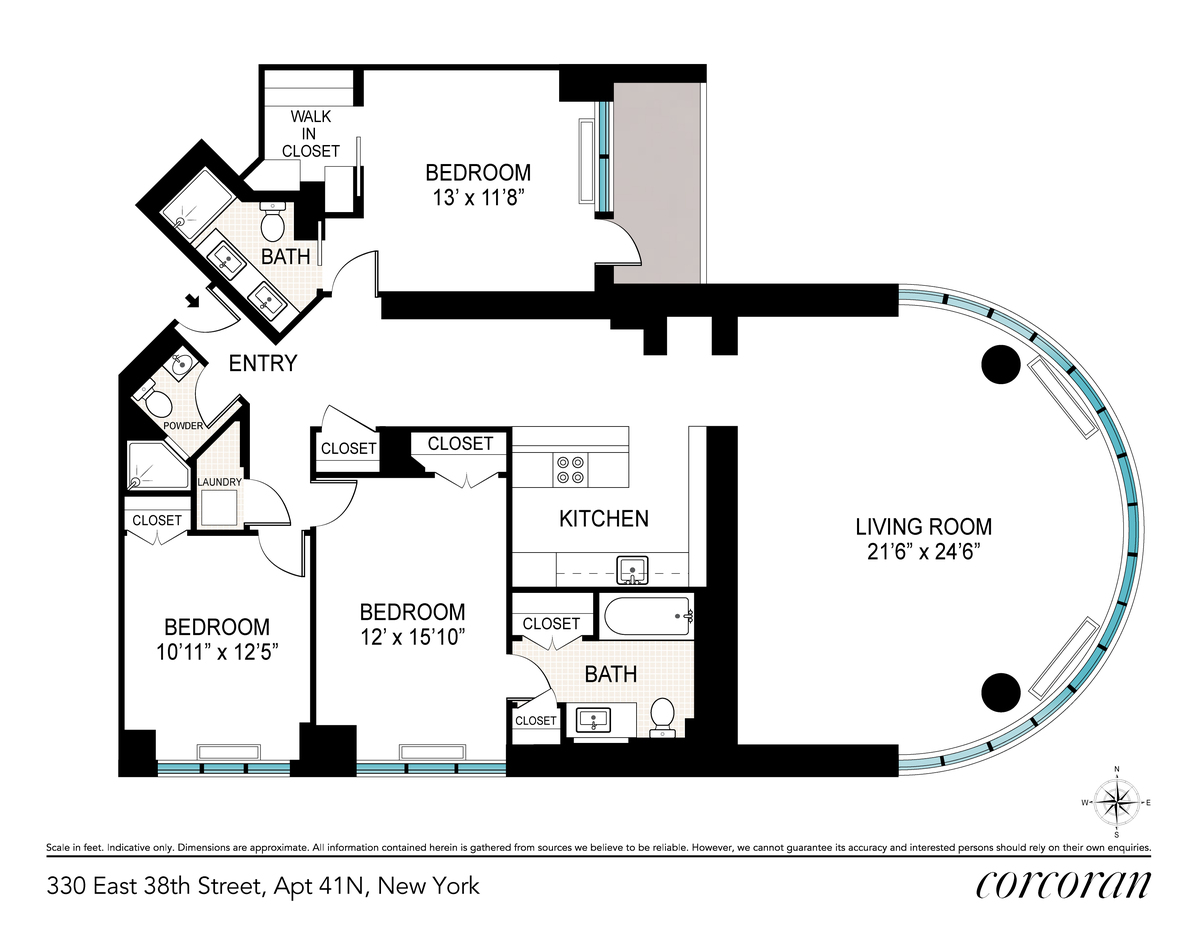 WALK
IN
CLOSET
BEDROOM
13' x 11'8"
BATH
ENTRY
POWDER
CLOSET
CLOSET
LAUNDRY
CLOSET
KITCHEN
LIVING ROOM
21'6" x 24'6"
BEDROOM
10'11" x 12'5"
BEDROOM
12' x 15'10"
CLOSET
BATH
CLOSET
N
W E
S
Scale in feet. Indicative only. Dimensions are approximate. All information contained herein is gathered from sources we believe to be reliable. However, we cannot guarantee its accuracy and interested persons should rely on their own enquiries.
330 East 38th Street, Apt 41N, New York
corcoran